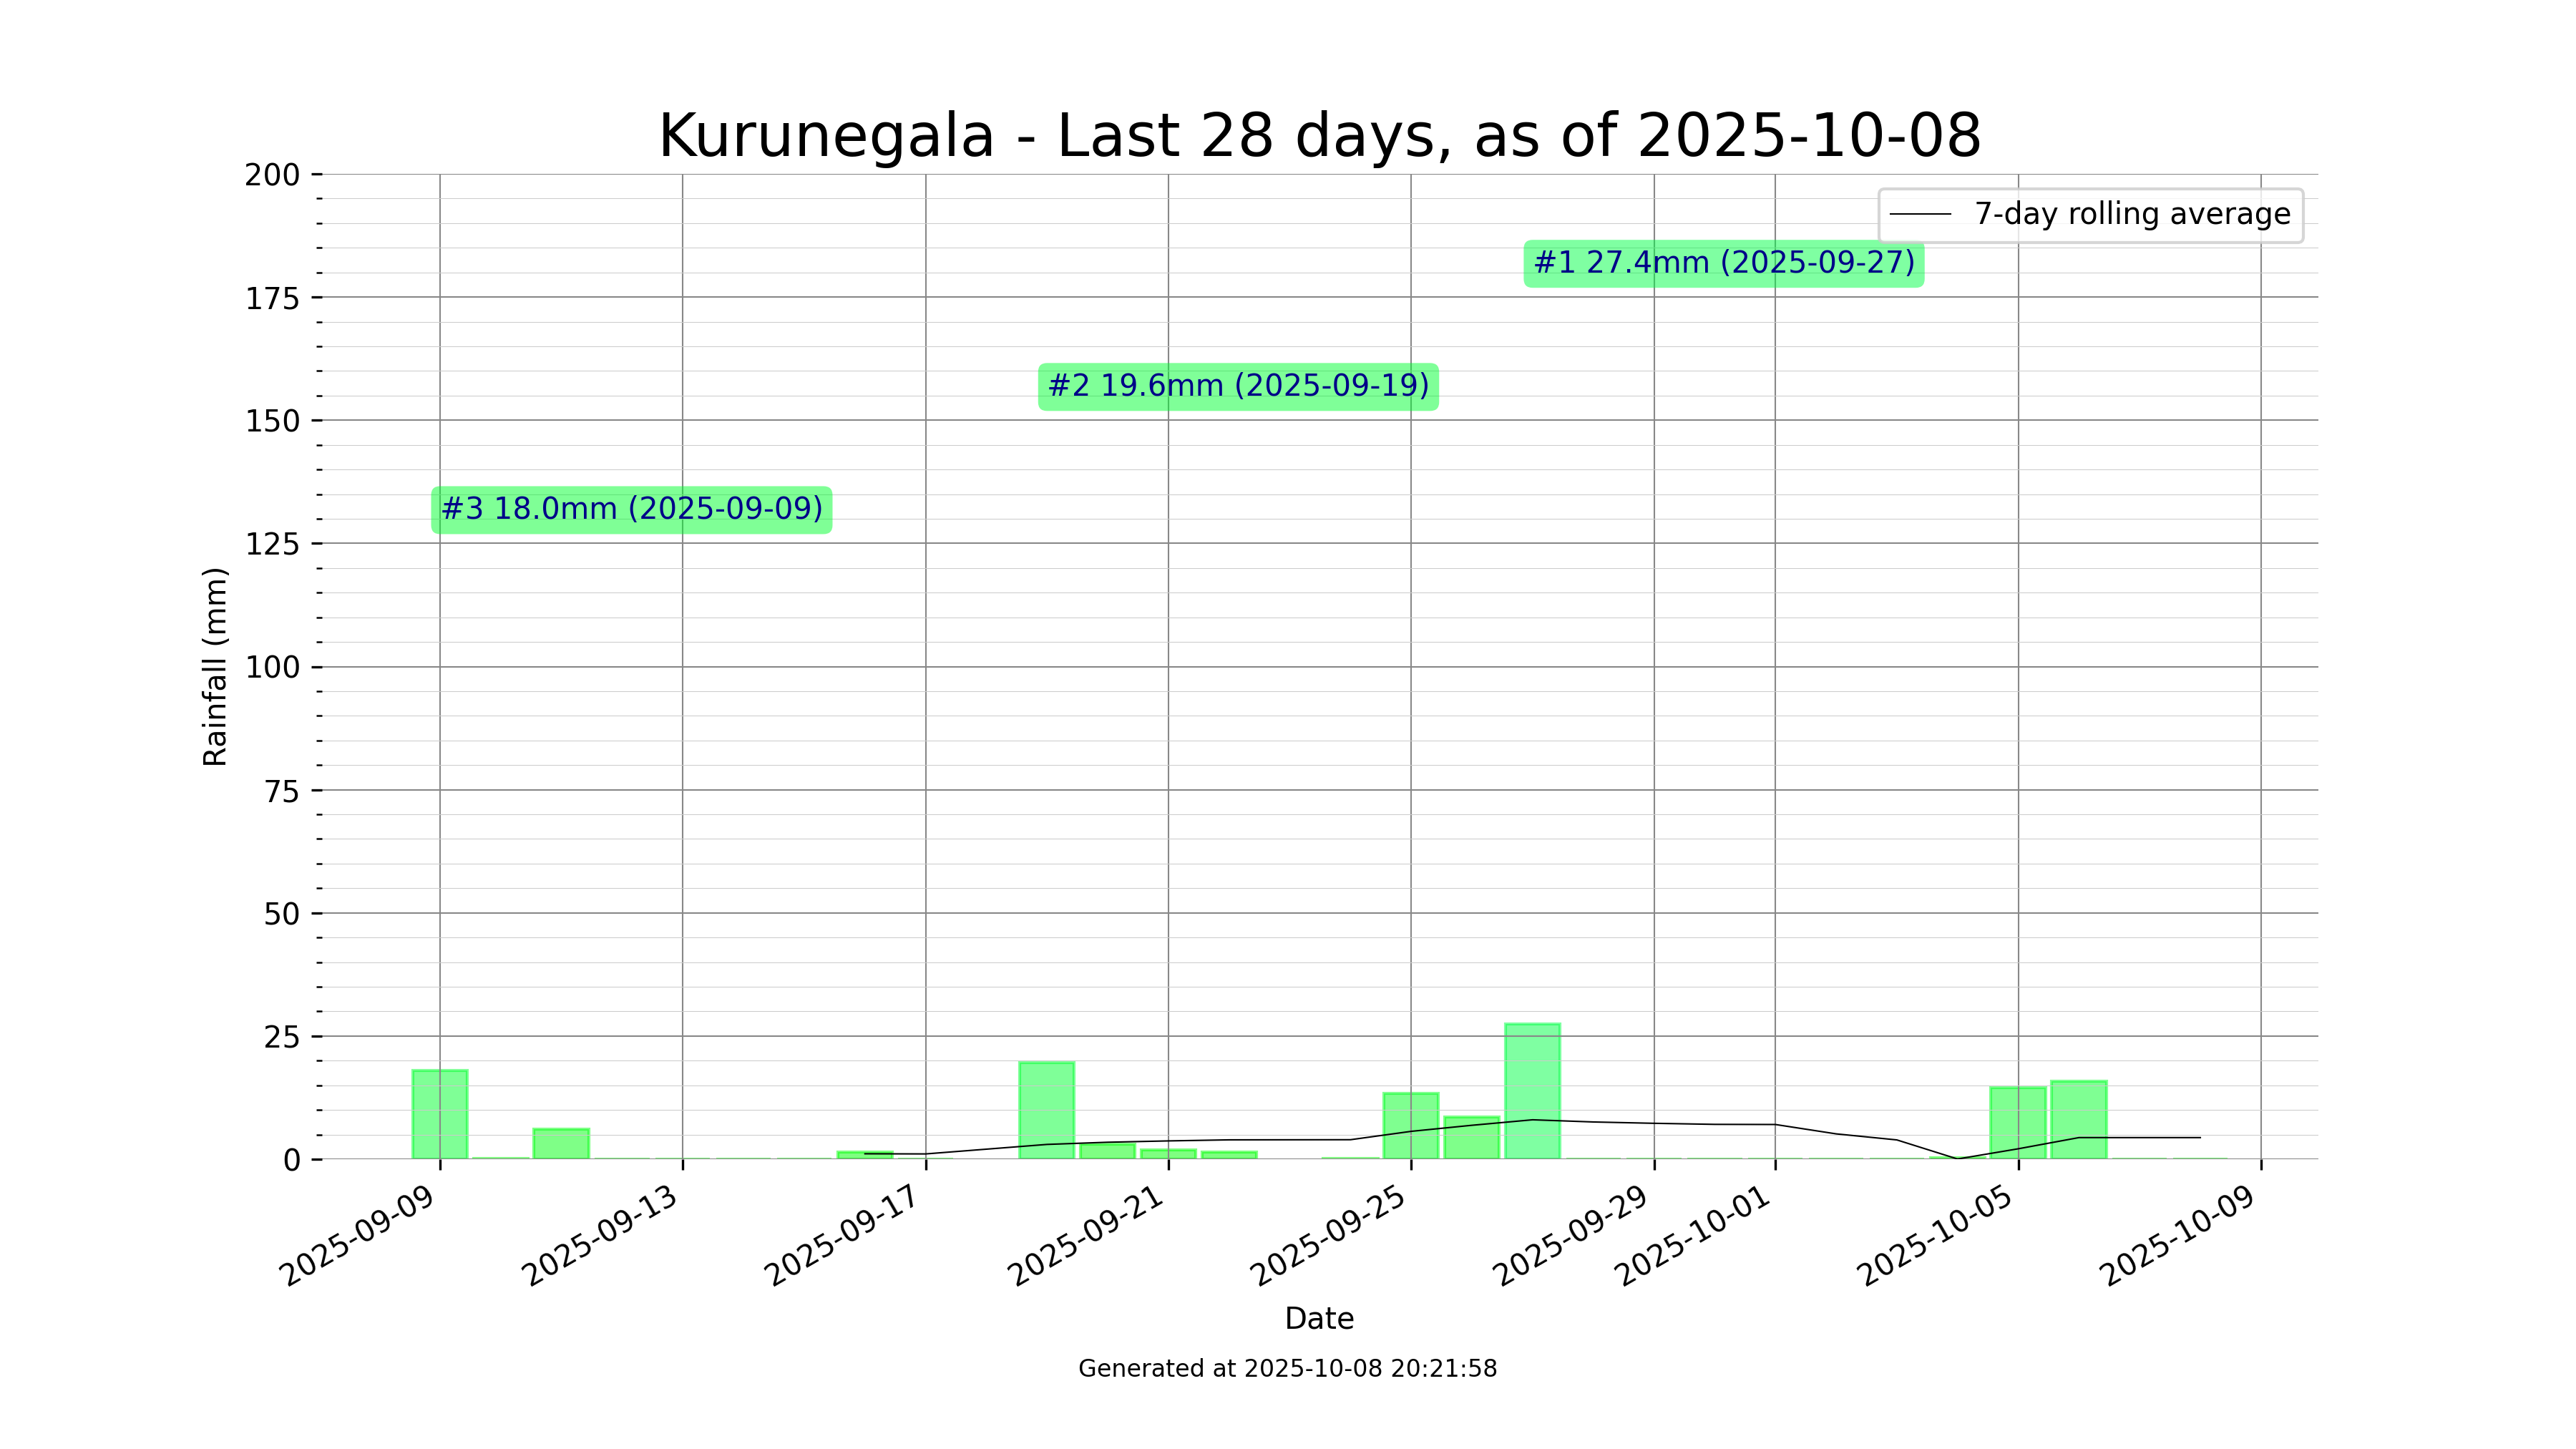 Kurunegala - Last 28 days, as of 2025-10-08
7-day rolling average
#1 27.4mm (2025-09-27)
#2 19.6mm (2025-09-19)
#3 18.0mm (2025-09-09)
Rainfall (mm)
200
175
150
125
100
75
50
25
0
2025-09-09
2025-09-13
2025-09-17
2025-09-21
2025-09-25
2025-09-29
2025-10-01
2025-10-05
2025-10-09
Date
Generated at 2025-10-08 20:21:58